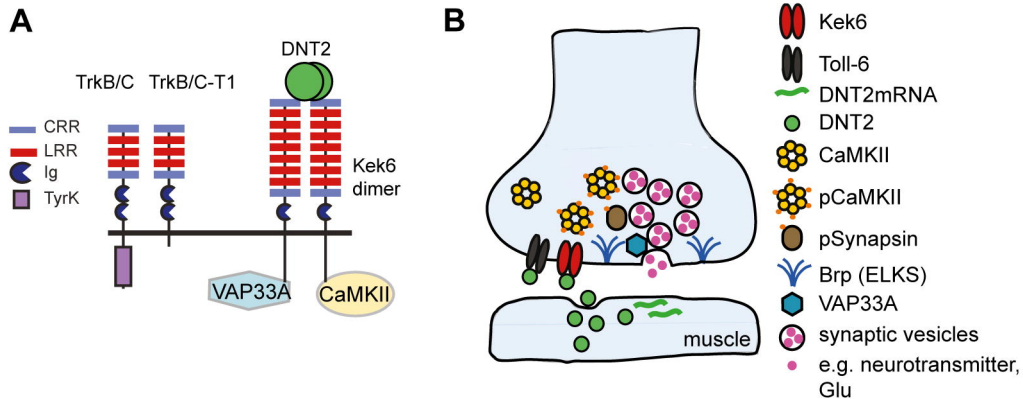 A
DNT2
TrkB/C
TrkB/C-T1
CRR
LRR
Ig
TyrK
Kek6
dimer
VAP33A
CaMKII
B
muscle
Kek6
Toll-6
DNT2mRNA
DNT2
CaMKII
pCaMKII
pSynapsin
Brp (ELKS)
VAP33A
synaptic vesicles
e.g. neurotransmitter,
Glu